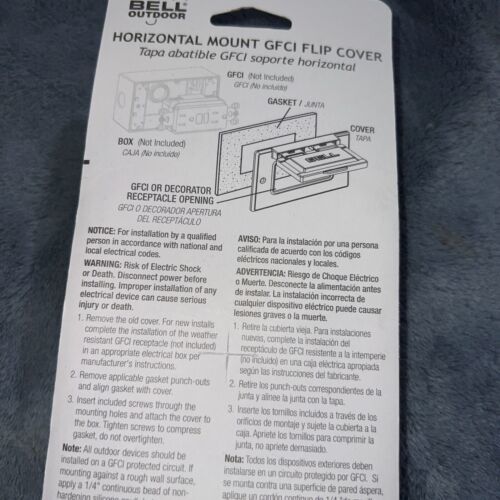 BELL
OUTDOOR
HORIZONTAL MOUNT GFCI FLIP COVER
Tapa abatible GFCI soporte horizontal
GFCI (Not Included)
GFCI (No incluido)
GASKET / JUNTA
COVER
TAPA
BOX (Not Included)
CAJA (No incluido)
BELL
GFCI OR DECORATOR
RECEPTACLE OPENING
GFCI O DECORADOR APERTURA
DEL RECEPTÁCULO
NOTICE: For installation by a qualified
person in accordance with national and
local electrical codes.
WARNING: Risk of Electric Shock
or Death. Disconnect power before
installing. Improper installation of any
electrical device can cause serious
injury or death.
1. Remove the old cover. For new installs
complete the installation of the weather
resistant GFCI receptacle (not included)
in an appropriate electrical box per
manufacturer's instructions.
2. Remove applicable gasket punch-outs
and align gasket with cover.
3. Insert included screws through the
mounting holes and attach the cover to
the box. Tighten screws to compress
gasket, do not overtighten.
Note: All outdoor devices should be
installed on a GFCI protected circuit. If
mounting against a rough wall surface,
apply a 1/4" continuous bead of non-
hardening silicone
AVISO: Para la instalación por una persona
calificada de acuerdo con los códigos
eléctricos nacionales y locales.
ADVERTENCIA: Riesgo de Choque Eléctrico
o Muerte. Desconecte la alimentación antes
de instalar. La instalación incorrecta de
cualquier dispositivo eléctrico puede causar
lesiones graves o la muerte.
1. Retire la cubierta vieja. Para instalaciones
nuevas, complete la instalación del
receptáculo de GFCI resistente a la intemperie
(no incluido) en una caja eléctrica apropiada
según las instrucciones del fabricante.
2. Retire los punch-outs correspondientes de la
junta y alinee la junta con la tapa.
3. Inserte los tornillos incluidos a través de los
orificios de montaje y sujete la cubierta a la
caja. Apriete los tornillos para comprimir la
junta, no apriete demasiado.
Nota: Todos los dispositivos exteriores deben
instalarse en un circuito protegido por GFCI. Si
se monta contra una superficie de pared áspera,
aplique un cordón continuo de 1/4"